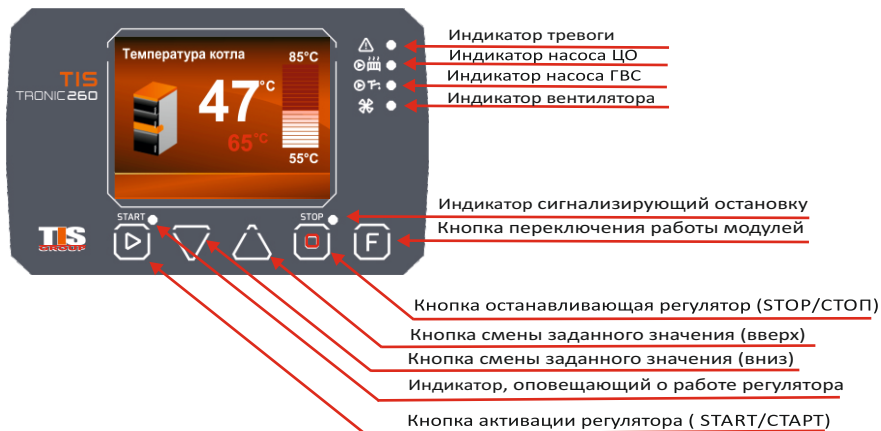 Температура котла
85°C
47°C
65°C
55°C
TIS
TRONIC260
START
STOP
F
TIS
GROUP
Индикатор тревоги
Индикатор насоса ЦО
Индикатор насоса ГВС
Индикатор вентилятора
Индикатор сигнализирующий остановку
Кнопка переключения работы модулей
Кнопка останавливающая регулятор (STOP/СТОП)
Кнопка смены заданного значения (вверх)
Кнопка смены заданного значения (вниз)
Индикатор, оповещающий о работе регулятора
Кнопка активации регулятора ( START/СТАРТ)